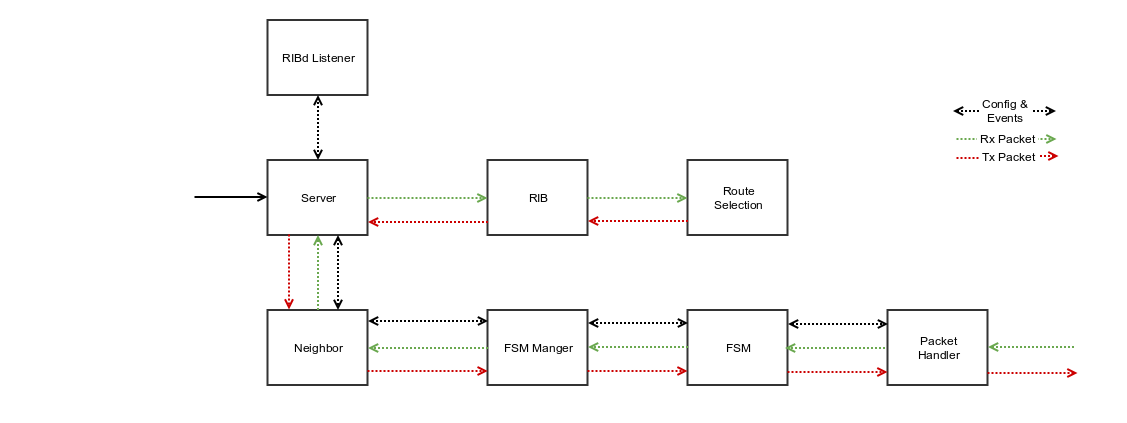 RIBd Listener
Config &
Events
Rx Packet
Tx Packet
Server
RIB
Route
Selection
Neighbor
FSM Manger
FSM
Packet
Handler